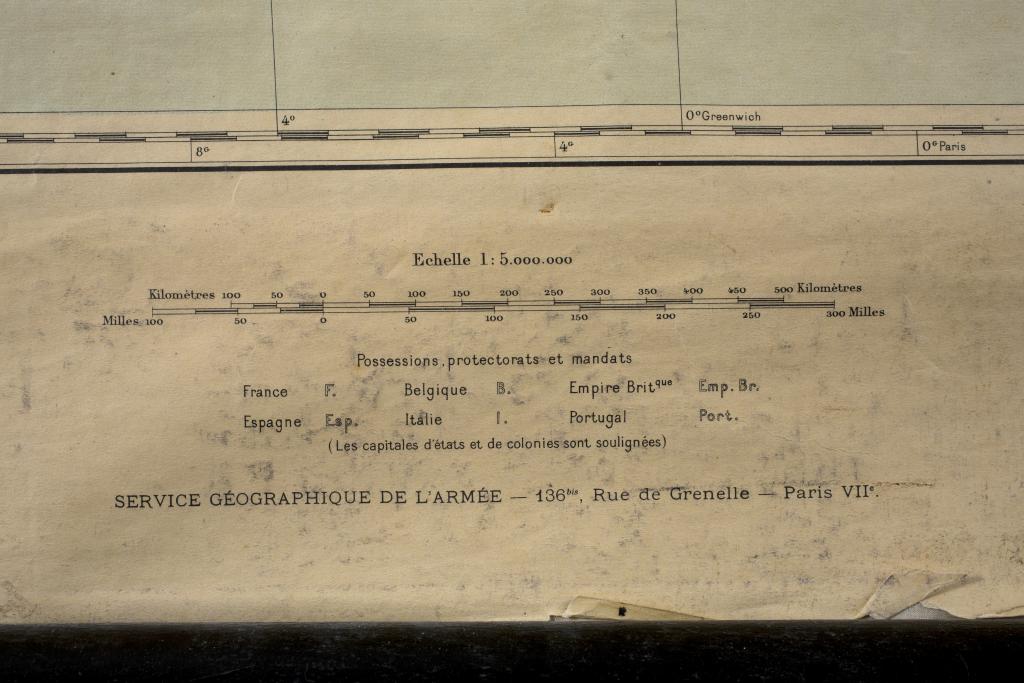 4° 0° Greenwich
8ᴳ 4ᴳ 0ᴳ Paris
Echelle 1:5.000.000
Kilomètres 100 50 0 50 100 150 200 250 300 350 400 450 500 Kilomètres
Milles 100 50 0 50 100 150 200 250 300 Milles
Possessions, protectorats et mandats
France F. Belgique B. Empire Britque Emp. Br.
Espagne Esp. Italie I. Portugal Port.
(Les capitales d'états et de colonies sont soulignées)
SERVICE GÉOGRAPHIQUE DE L'ARMÉE — 136bis, Rue de Grenelle — Paris VIIe.